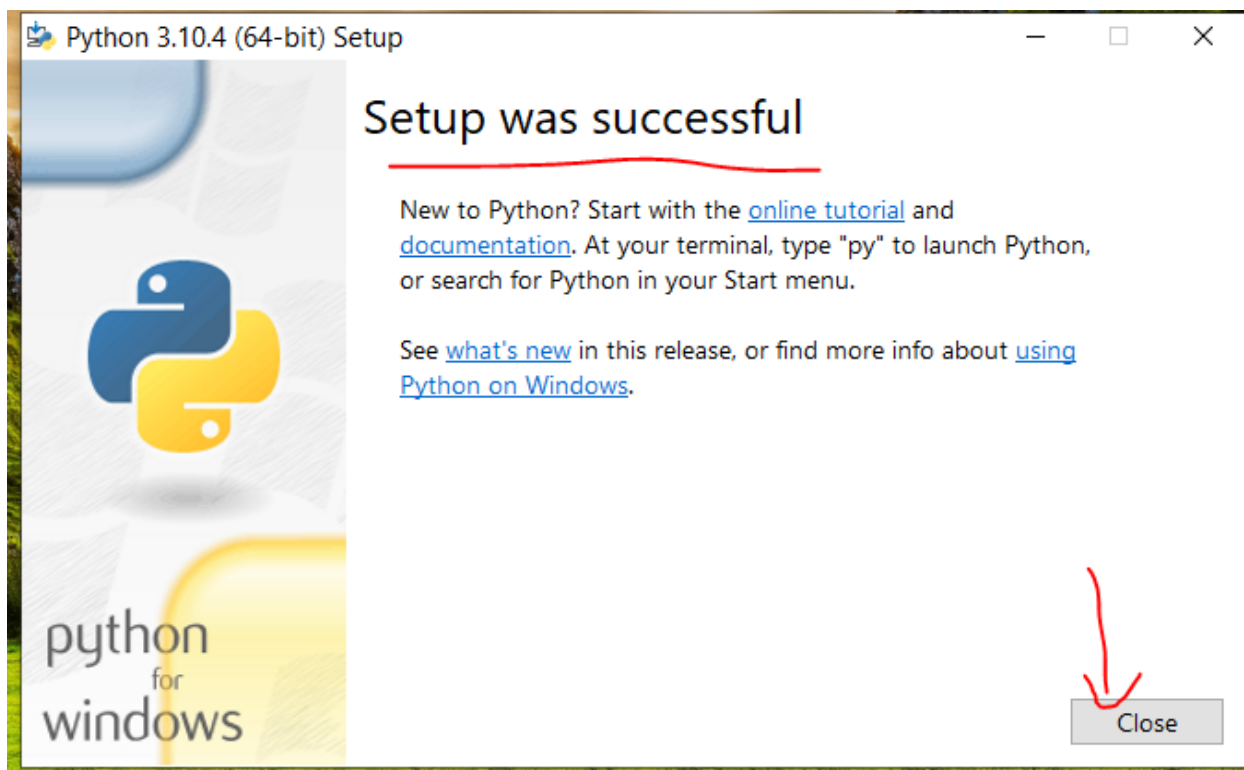 Python 3.10.4 (64-bit) Setup
Setup was successful
New to Python? Start with the online tutorial and
documentation. At your terminal, type "py" to launch Python,
or search for Python in your Start menu.
See what's new in this release, or find more info about using
Python on Windows.
python
for
windows
Close